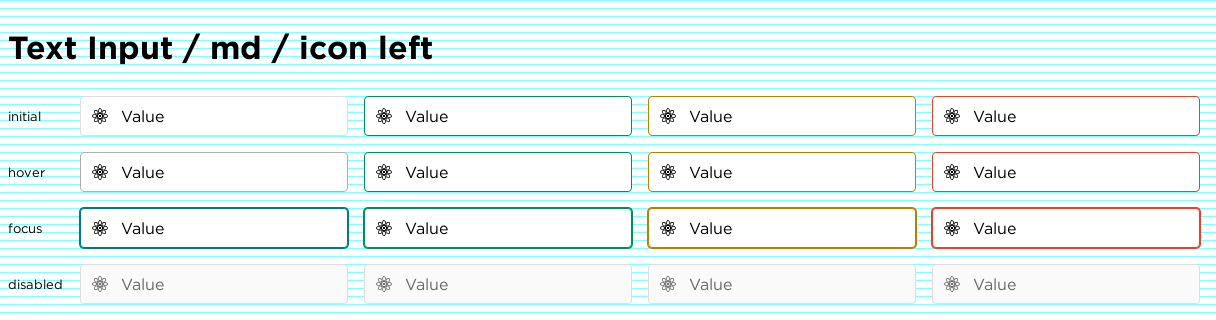 Text Input / md / icon left
initial Value Value Value Value
hover Value Value Value Value
focus Value Value Value Value
disabled Value Value Value Value